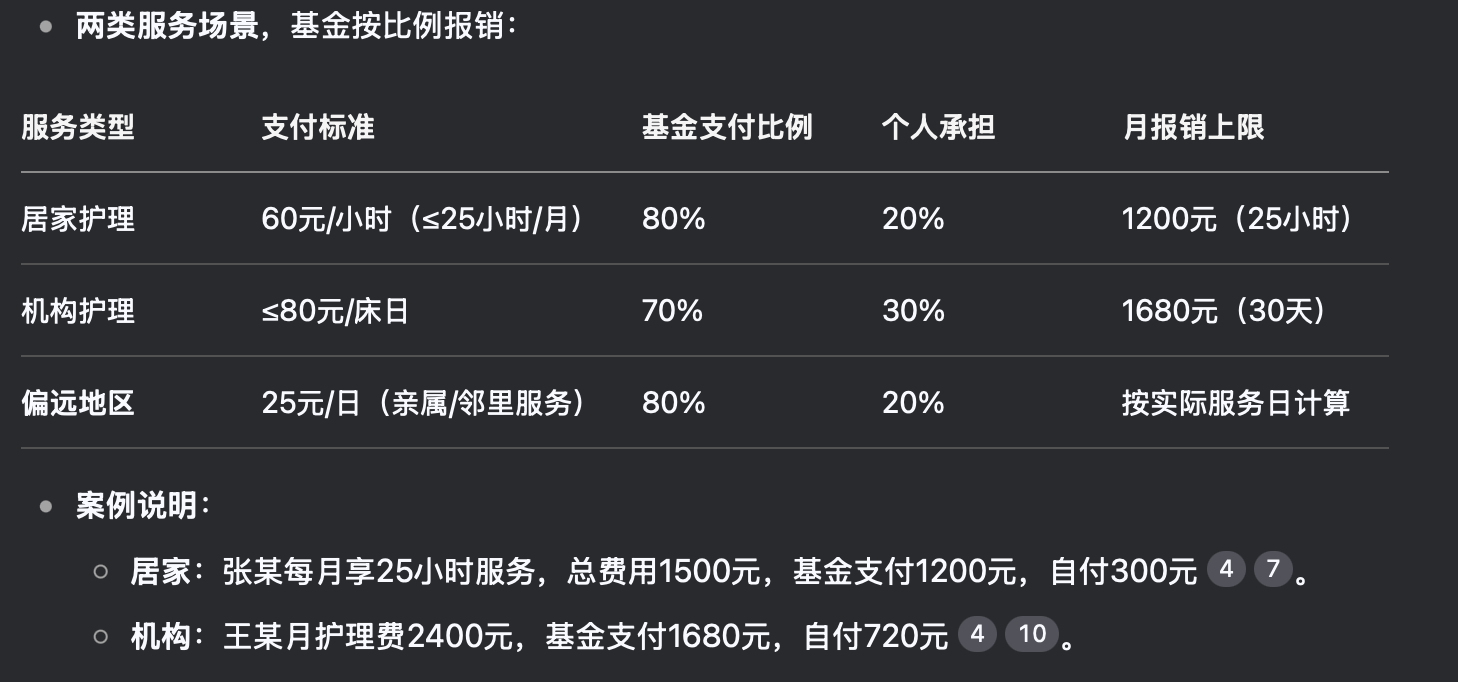 • 两类服务场景，基金按比例报销：
服务类型 支付标准 基金支付比例 个人承担 月报销上限
居家护理 60元/小时（≤25小时/月） 80% 20% 1200元（25小时）
机构护理 ≤80元/床日 70% 30% 1680元（30天）
偏远地区 25元/日（亲属/邻里服务） 80% 20% 按实际服务日计算
• 案例说明：
○ 居家：张某每月享25小时服务，总费用1500元，基金支付1200元，自付300元 4 7 。
○ 机构：王某月护理费2400元，基金支付1680元，自付720元 4 10 。